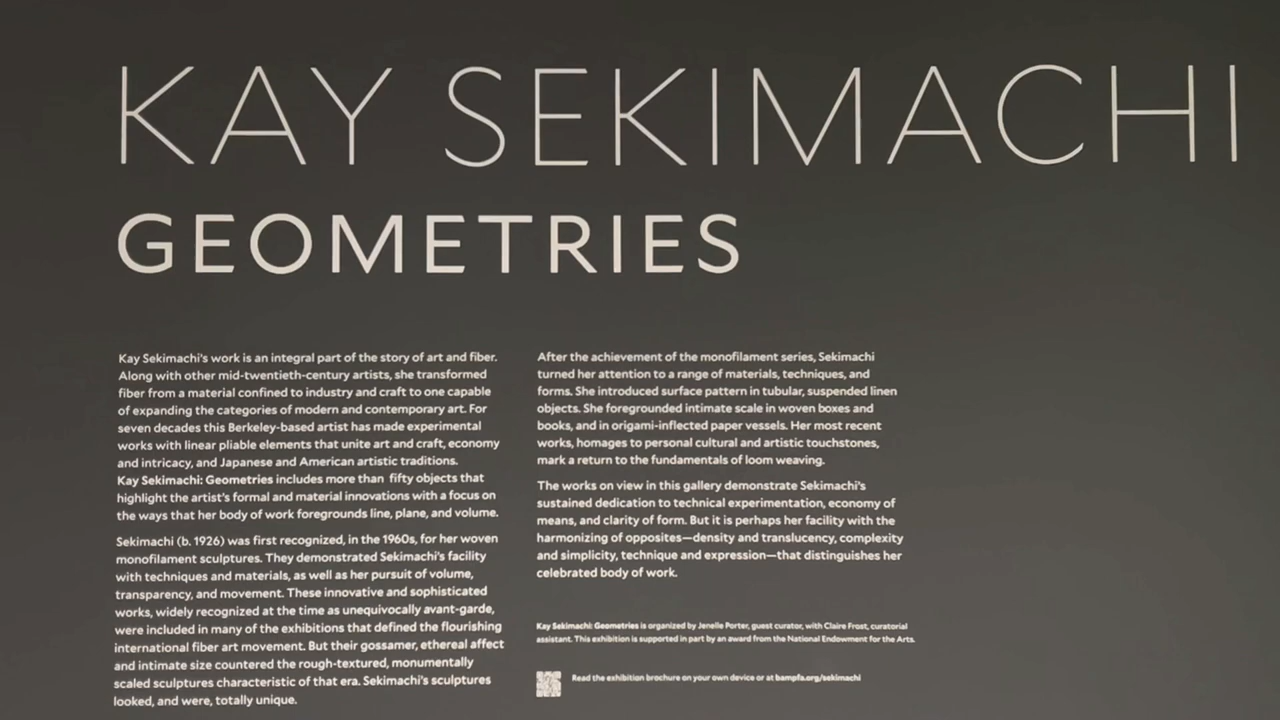 KAY SEKIMACHI
GEOMETRIES
Kay Sekimachi's work is an integral part of the story of art and fiber.
Along with other mid-twentieth-century artists, she transformed
fiber from a material confined to industry and craft to one capable
of expanding the categories of modern and contemporary art. For
seven decades this Berkeley-based artist has made experimental
works with linear pliable elements that unite art and craft, economy
and intricacy, and Japanese and American artistic traditions.
Kay Sekimachi: Geometries includes more than fifty objects that
highlight the artist's formal and material innovations with a focus on
the ways that her body of work foregrounds line, plane, and volume.
Sekimachi (b. 1926) was first recognized, in the 1960s, for her woven
monofilament sculptures. They demonstrated Sekimachi's facility
with techniques and materials, as well as her pursuit of volume,
transparency, and movement. These innovative and sophisticated
works, widely recognized at the time as unequivocally avant-garde,
were included in many of the exhibitions that defined the flourishing
international fiber art movement. But their gossamer, ethereal affect
and intimate size countered the rough-textured, monumentally
scaled sculptures characteristic of that era. Sekimachi's sculptures
looked, and were, totally unique.
After the achievement of the monofilament series, Sekimachi
turned her attention to a range of materials, techniques, and
forms. She introduced surface pattern in tubular, suspended linen
objects. She foregrounded intimate scale in woven boxes and
books, and in origami-inflected paper vessels. Her most recent
works, homages to personal cultural and artistic touchstones,
mark a return to the fundamentals of loom weaving.
The works on view in this gallery demonstrate Sekimachi's
sustained dedication to technical experimentation, economy of
means, and clarity of form. But it is perhaps her facility with the
harmonizing of opposites—density and translucency, complexity
and simplicity, technique and expression—that distinguishes her
celebrated body of work.
Kay Sekimachi: Geometries is organized by Jenelle Porter, guest curator, with Claire Frost, curatorial
assistant. This exhibition is supported in part by an award from the National Endowment for the Arts.
Read the exhibition brochure on your own device or at bampfa.org/sekimachi